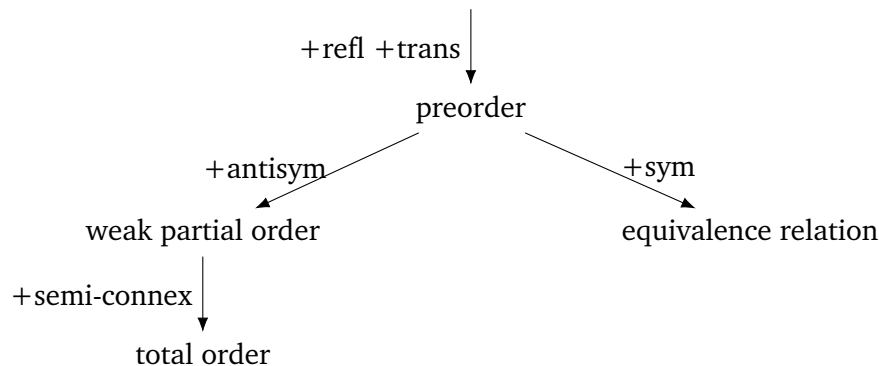 +refl +trans
preorder
+antisym
+sym
weak partial order
equivalence relation
+semi-connex
total order